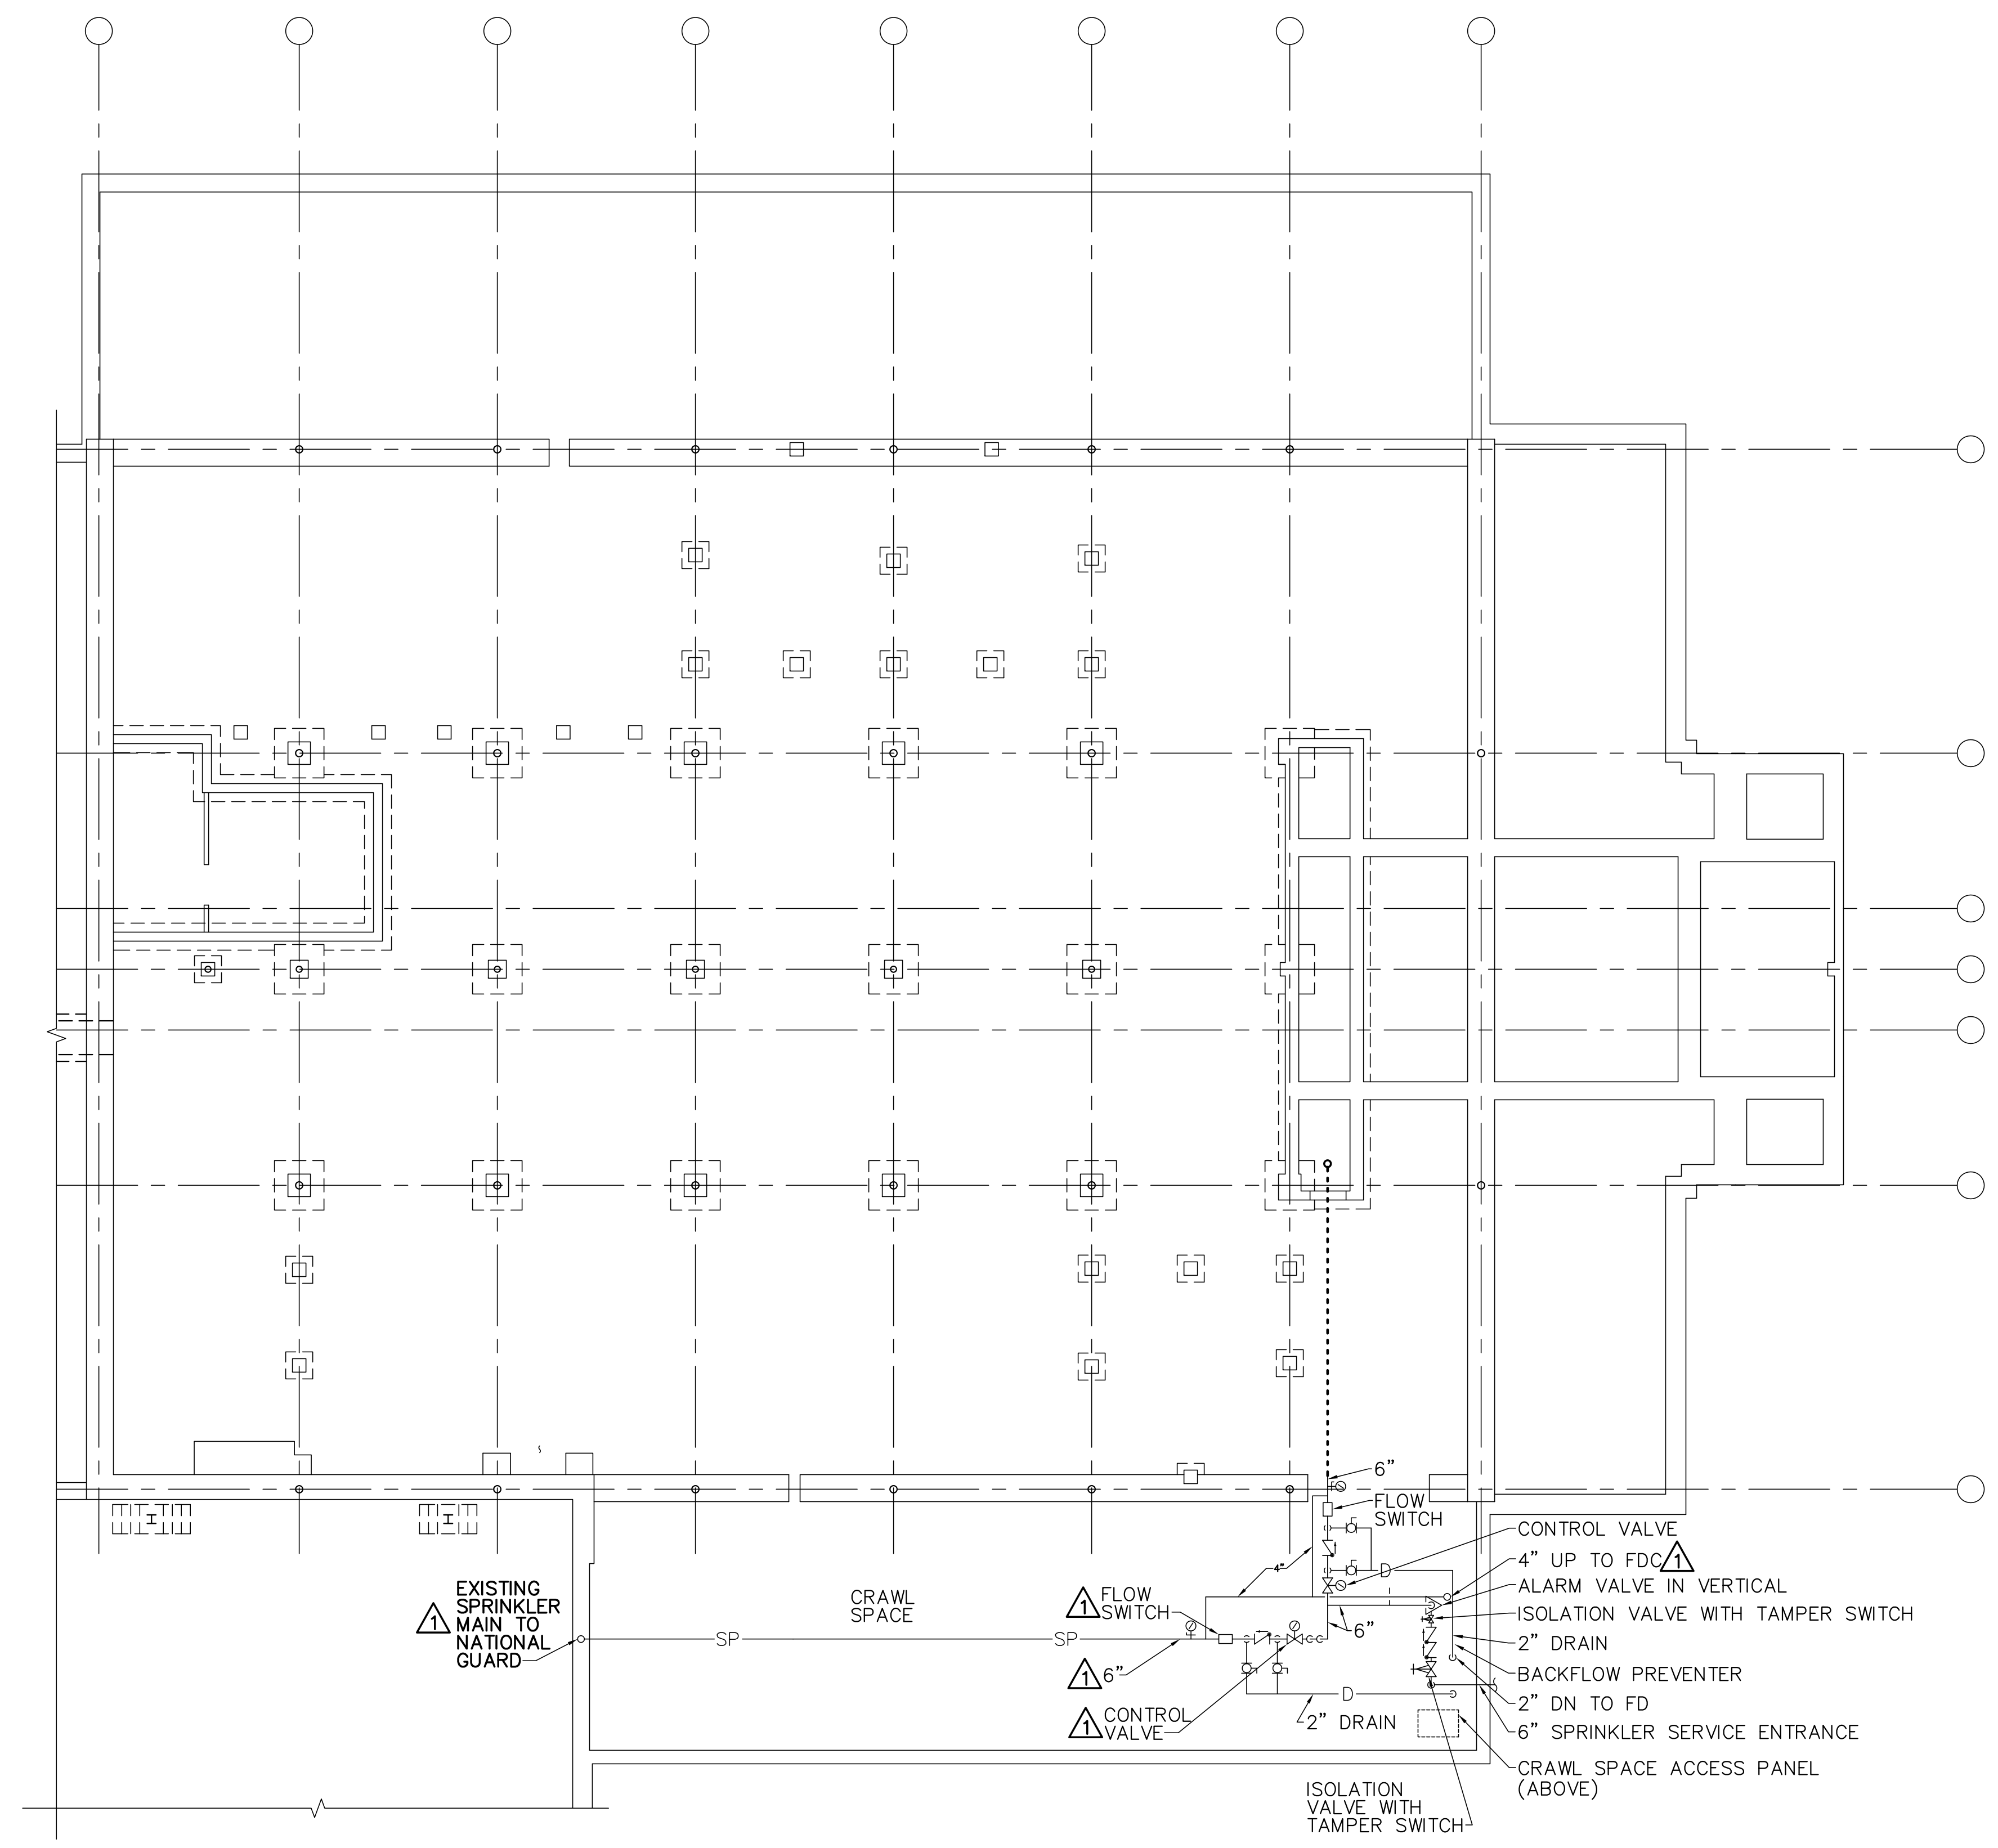 6"
FLOW
SWITCH
CONTROL VALVE
4" UP TO FDC 1
ALARM VALVE IN VERTICAL
ISOLATION VALVE WITH TAMPER SWITCH
2" DRAIN
BACKFLOW PREVENTER
2" DN TO FD
6" SPRINKLER SERVICE ENTRANCE
CRAWL SPACE ACCESS PANEL
(ABOVE)
D
4"
EXISTING
SPRINKLER
1 MAIN TO
NATIONAL
GUARD
CRAWL
SPACE
1 FLOW
SWITCH
SP
SP
6"
1 6"
1 CONTROL
VALVE
D
2" DRAIN
ISOLATION
VALVE WITH
TAMPER SWITCH